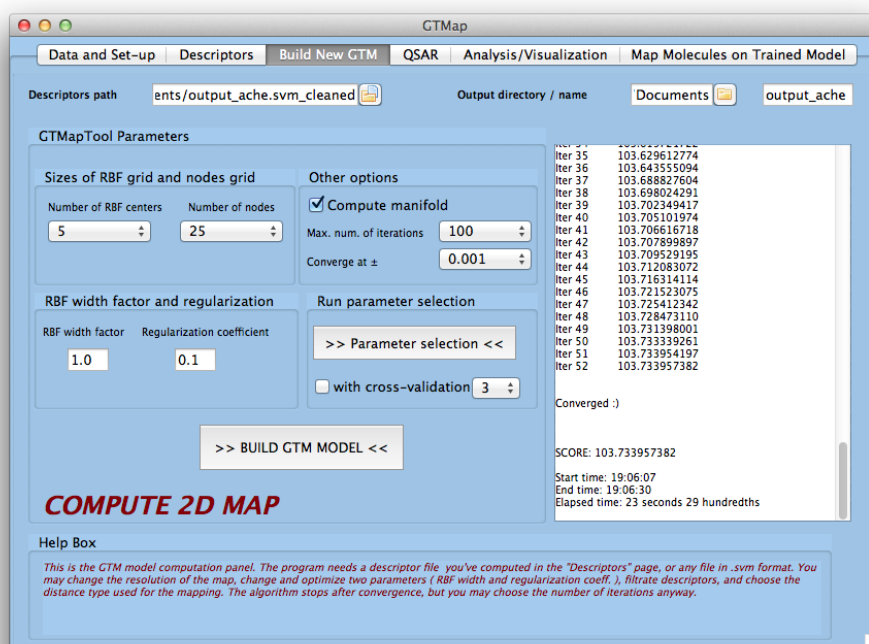 GTMap
Data and Set-up Descriptors Build New GTM QSAR Analysis/Visualization Map Molecules on Trained Model
Descriptors path ents/output_ache.svm_cleaned Output directory / name Documents output_ache
GTMapTool Parameters
Sizes of RBF grid and nodes grid
Number of RBF centers Number of nodes
5 25
Other options
Compute manifold
Max. num. of iterations 100
Converge at ± 0.001
RBF width factor and regularization
RBF width factor Regularization coefficient
1.0 0.1
Run parameter selection
>> Parameter selection <<
with cross-validation 3
>> BUILD GTM MODEL <<
COMPUTE 2D MAP
Iter 35 103.629612774
Iter 36 103.643555094
Iter 37 103.688827604
Iter 38 103.698024291
Iter 39 103.702349417
Iter 40 103.705101974
Iter 41 103.706616718
Iter 42 103.707899897
Iter 43 103.709529195
Iter 44 103.712083072
Iter 45 103.716314114
Iter 46 103.721523075
Iter 47 103.725412342
Iter 48 103.728473110
Iter 49 103.731398001
Iter 50 103.733339261
Iter 51 103.733954197
Iter 52 103.733957382
Converged :)
SCORE: 103.733957382
Start time: 19:06:07
End time: 19:06:30
Elapsed time: 23 seconds 29 hundredths
Help Box
This is the GTM model computation panel. The program needs a descriptor file you've computed in the "Descriptors" page, or any file in .svm format. You
may change the resolution of the map, change and optimize two parameters ( RBF width and regularization coeff. ), filtrate descriptors, and choose the
distance type used for the mapping. The algorithm stops after convergence, but you may choose the number of iterations anyway.